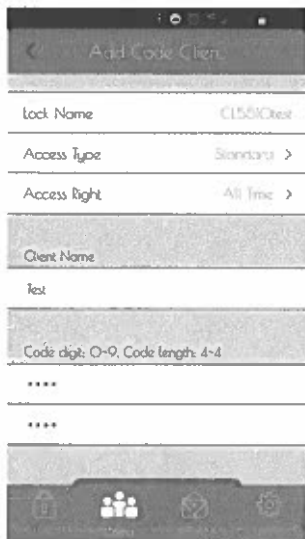 Add Code Client
Lock Name CL5510test
Access Type Standard >
Access Right All Time >
Client Name
Test
Code digit: 0~9, Code length: 4~4
****
****